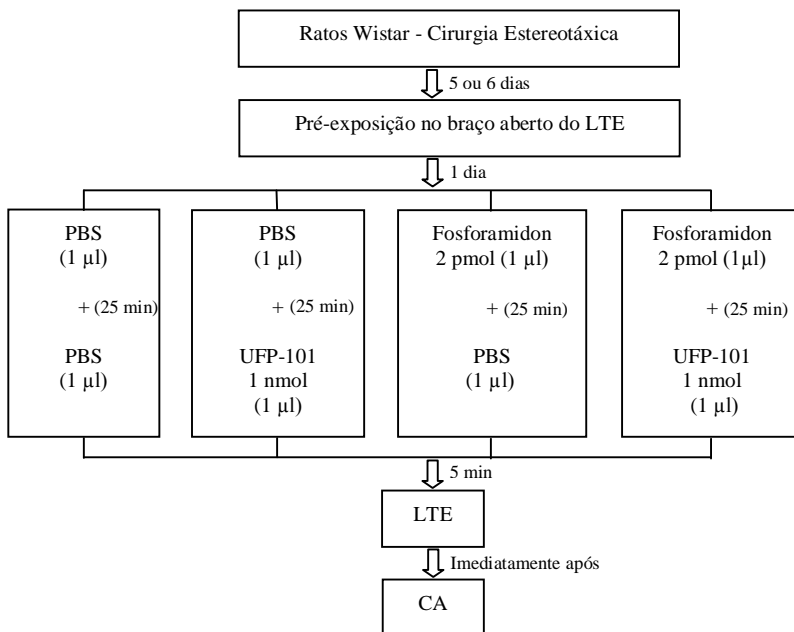 Ratos Wistar - Cirurgia Estereotáxica
5 ou 6 dias
Pré-exposição no braço aberto do LTE
1 dia
PBS
(1 µl)
+ (25 min)
PBS
(1 µl)
PBS
(1 µl)
+ (25 min)
UFP-101
1 nmol
(1 µl)
Fosforamidon
2 pmol (1 µl)
+ (25 min)
PBS
(1 µl)
Fosforamidon
2 pmol (1µl)
+ (25 min)
UFP-101
1 nmol
(1 µl)
5 min
LTE
Imediatamente após
CA